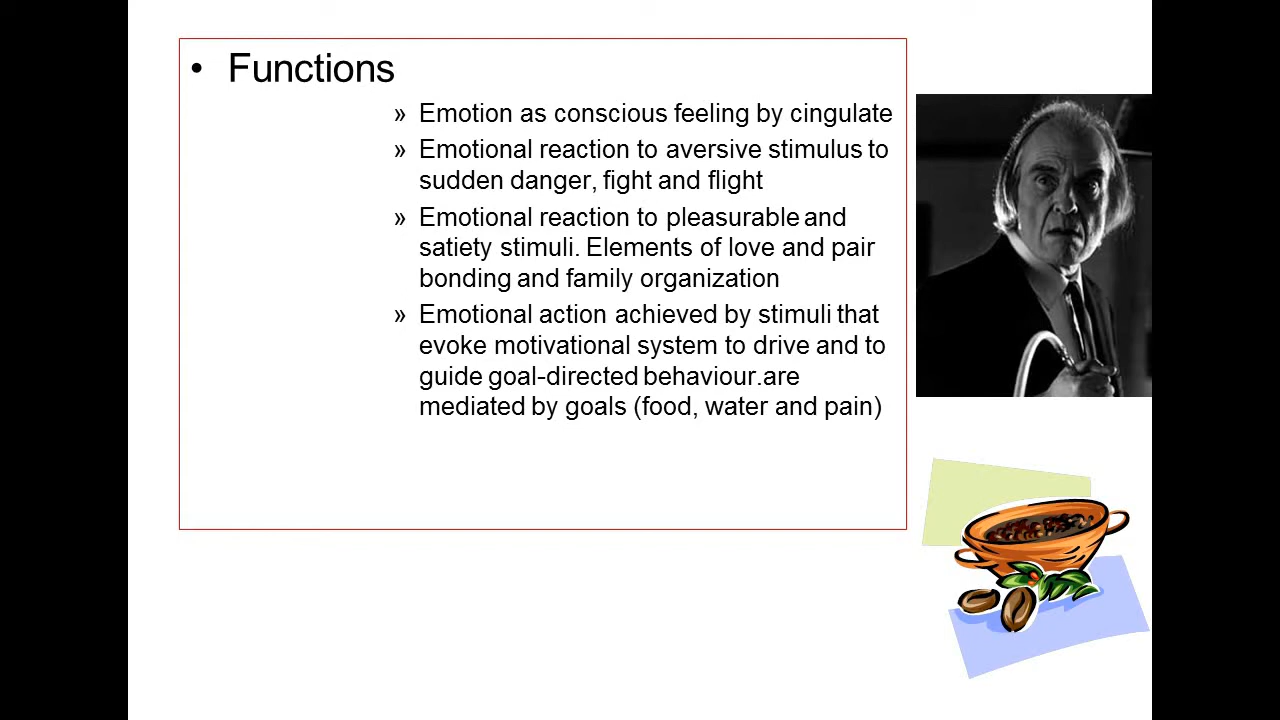 • Functions
» Emotion as conscious feeling by cingulate
» Emotional reaction to aversive stimulus to
sudden danger, fight and flight
» Emotional reaction to pleasurable and
satiety stimuli. Elements of love and pair
bonding and family organization
» Emotional action achieved by stimuli that
evoke motivational system to drive and to
guide goal-directed behaviour.are
mediated by goals (food, water and pain)